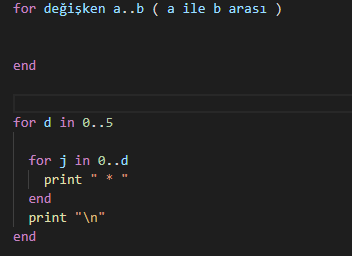 for değişken a..b ( a ile b arası )
end
for d in 0..5
for j in 0..d
print " * "
end
print "\n"
end